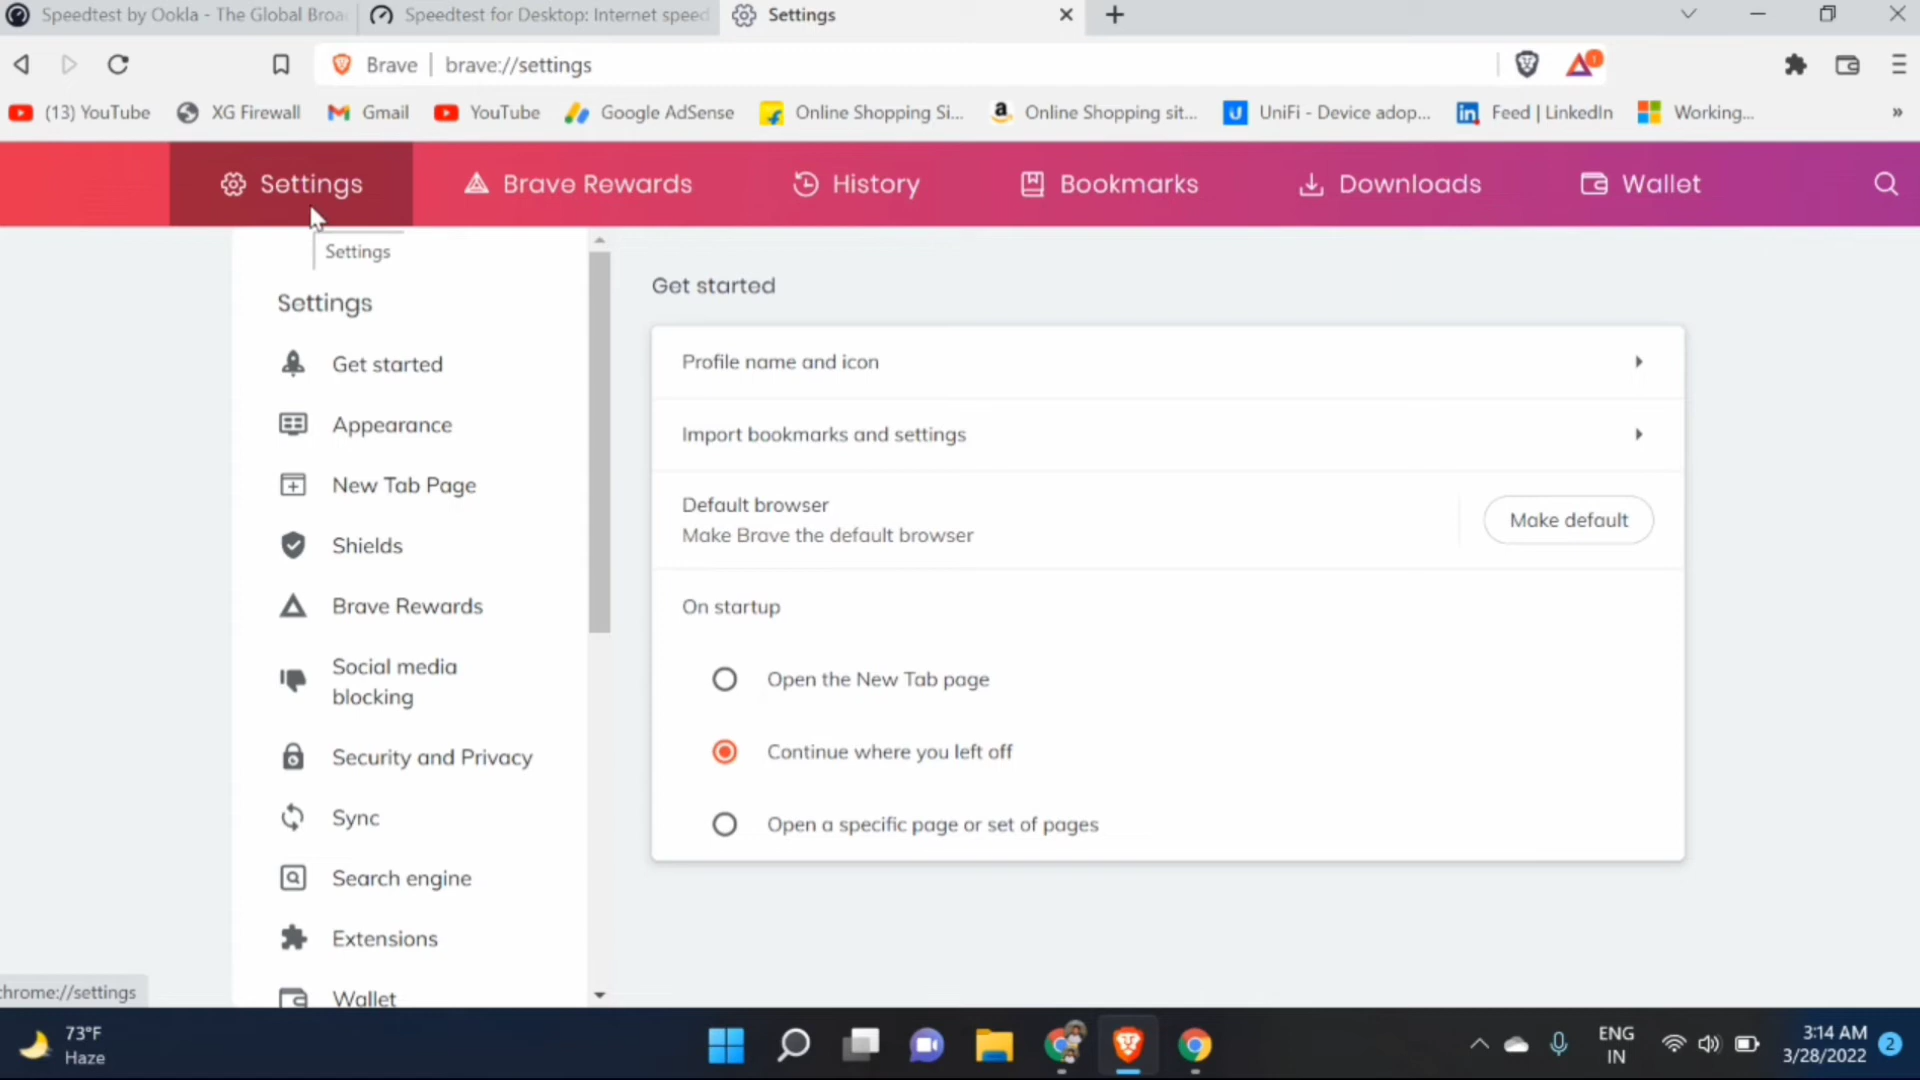 Speedtest by Ookla - The Global Broa
Speedtest for Desktop: Internet speed
Settings
Brave
brave://settings
1
(13) YouTube
XG Firewall
Gmail
YouTube
Google AdSense
Online Shopping Si...
Online Shopping sit...
UniFi - Device adop...
Feed | LinkedIn
Working...
»
Settings
Brave Rewards
History
Bookmarks
Downloads
Wallet
Settings
Settings
Get started
Appearance
New Tab Page
Shields
Brave Rewards
Social media
blocking
Security and Privacy
Sync
Search engine
Extensions
Wallet
Get started
Profile name and icon
Import bookmarks and settings
Default browser
Make Brave the default browser
Make default
On startup
Open the New Tab page
Continue where you left off
Open a specific page or set of pages
chrome://settings
73°F
Haze
ENG
IN
3:14 AM
3/28/2022
2